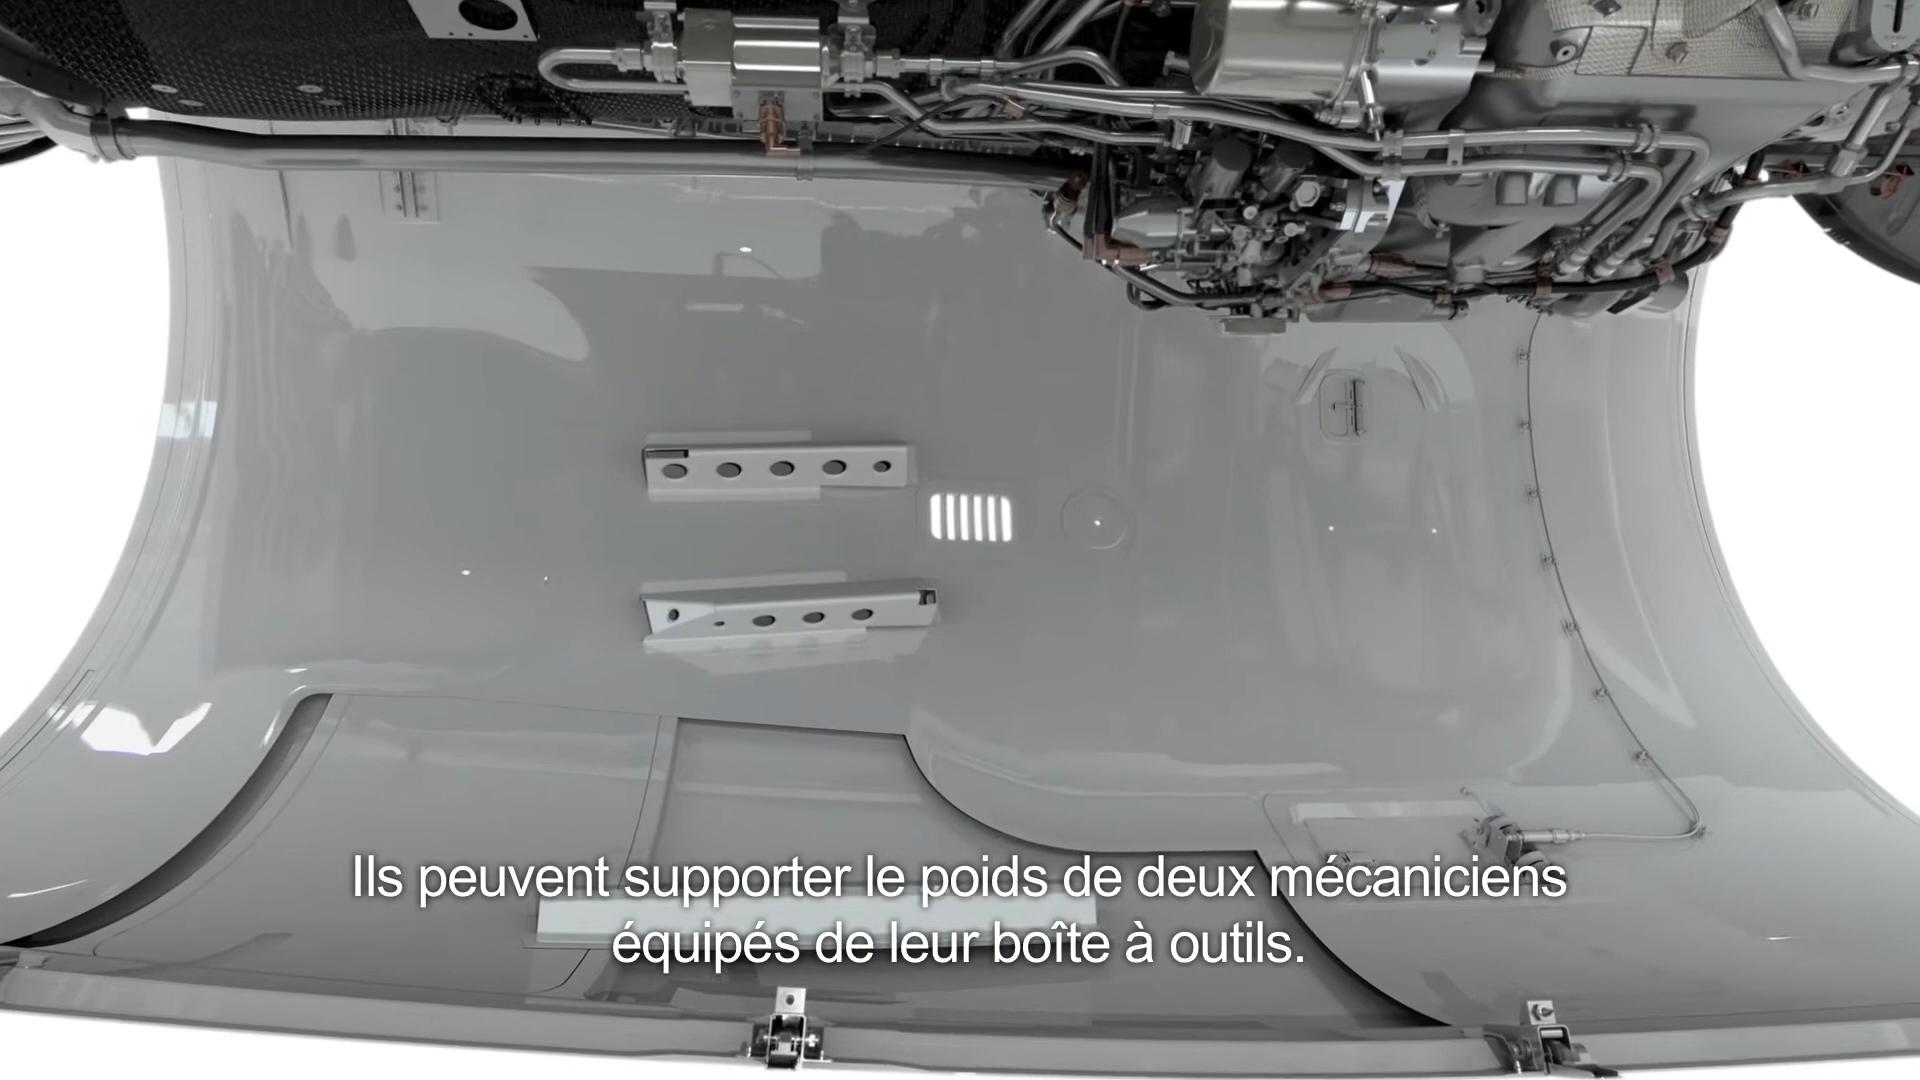 Ils peuvent supporter le poids de deux mécaniciens
équipés de leur boîte à outils.